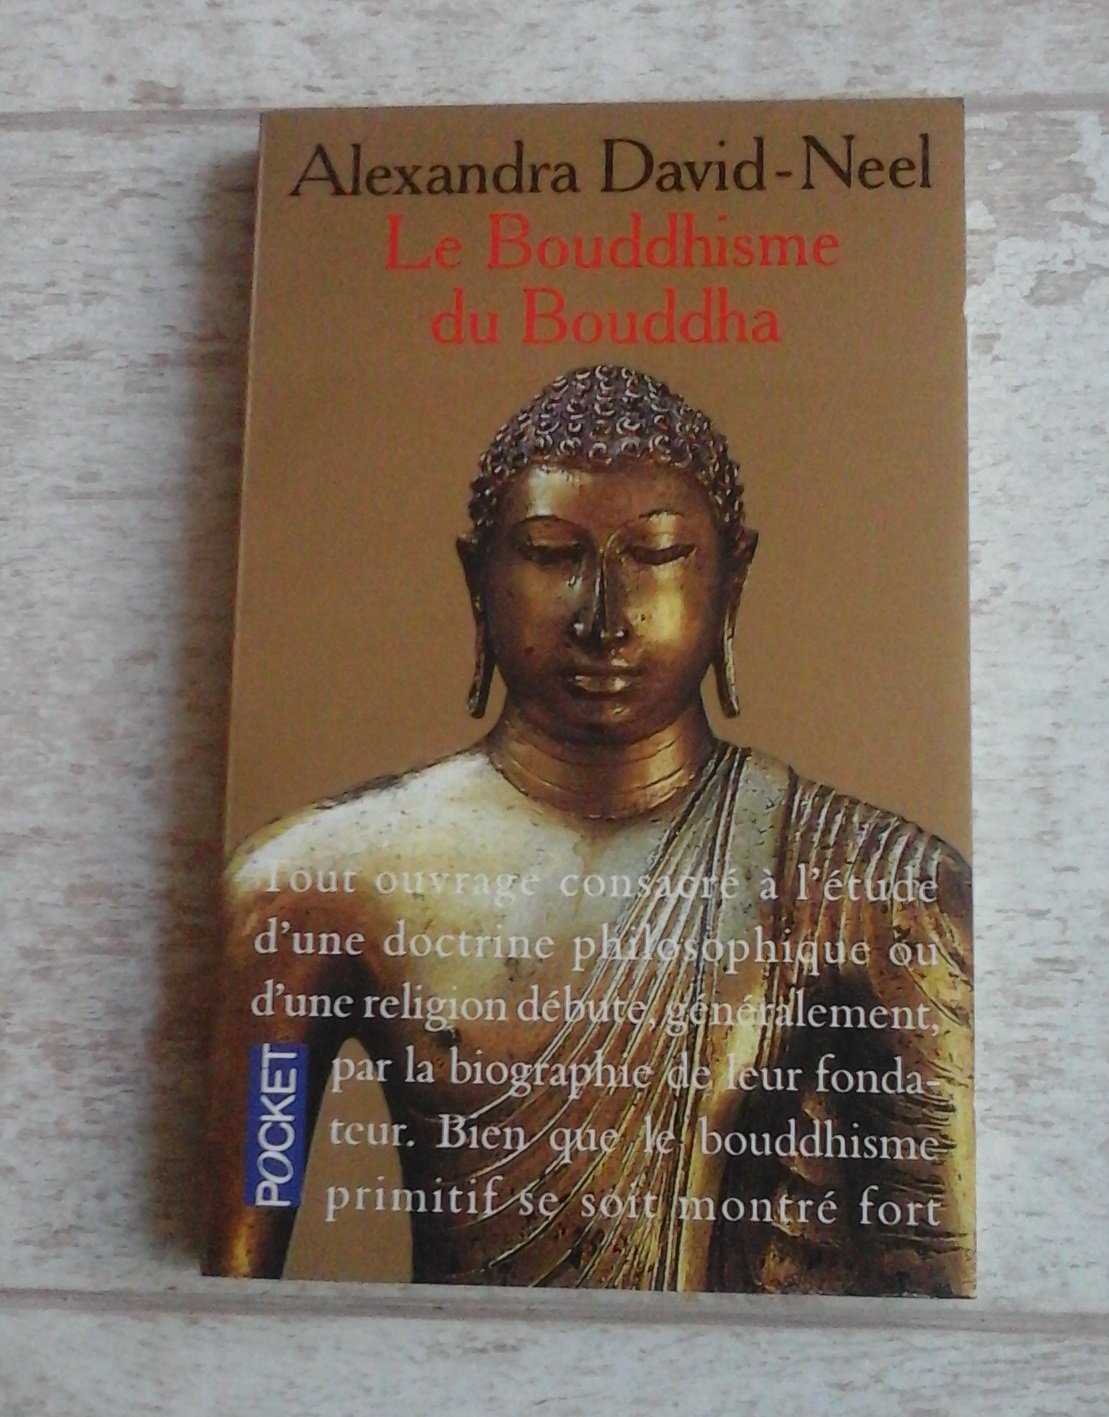 Alexandra David-Neel
Le Bouddhisme
du Bouddha
Tout ouvrage consacré à l'étude
d'une doctrine philosophique ou
d'une religion débute, généralement,
par la biographie de leur fonda-
teur. Bien que le bouddhisme
primitif se soit montré fort
POCKET